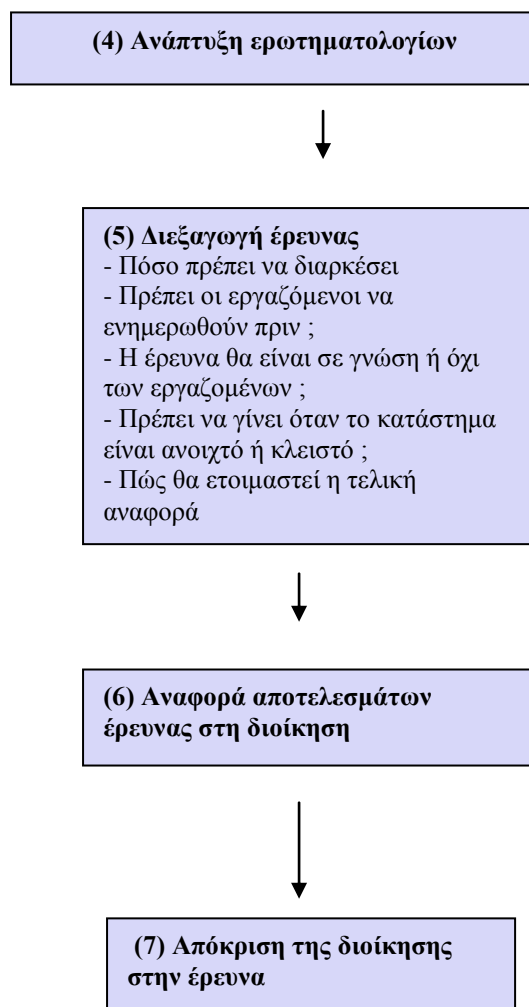 (4) Ανάπτυξη ερωτηματολογίων
(5) Διεξαγωγή έρευνας
- Πόσο πρέπει να διαρκέσει
- Πρέπει οι εργαζόμενοι να
ενημερωθούν πριν ;
- Η έρευνα θα είναι σε γνώση ή όχι
των εργαζομένων ;
- Πρέπει να γίνει όταν το κατάστημα
είναι ανοιχτό ή κλειστό ;
- Πώς θα ετοιμαστεί η τελική
αναφορά
(6) Αναφορά αποτελεσμάτων
έρευνας στη διοίκηση
(7) Απόκριση της διοίκησης
στην έρευνα